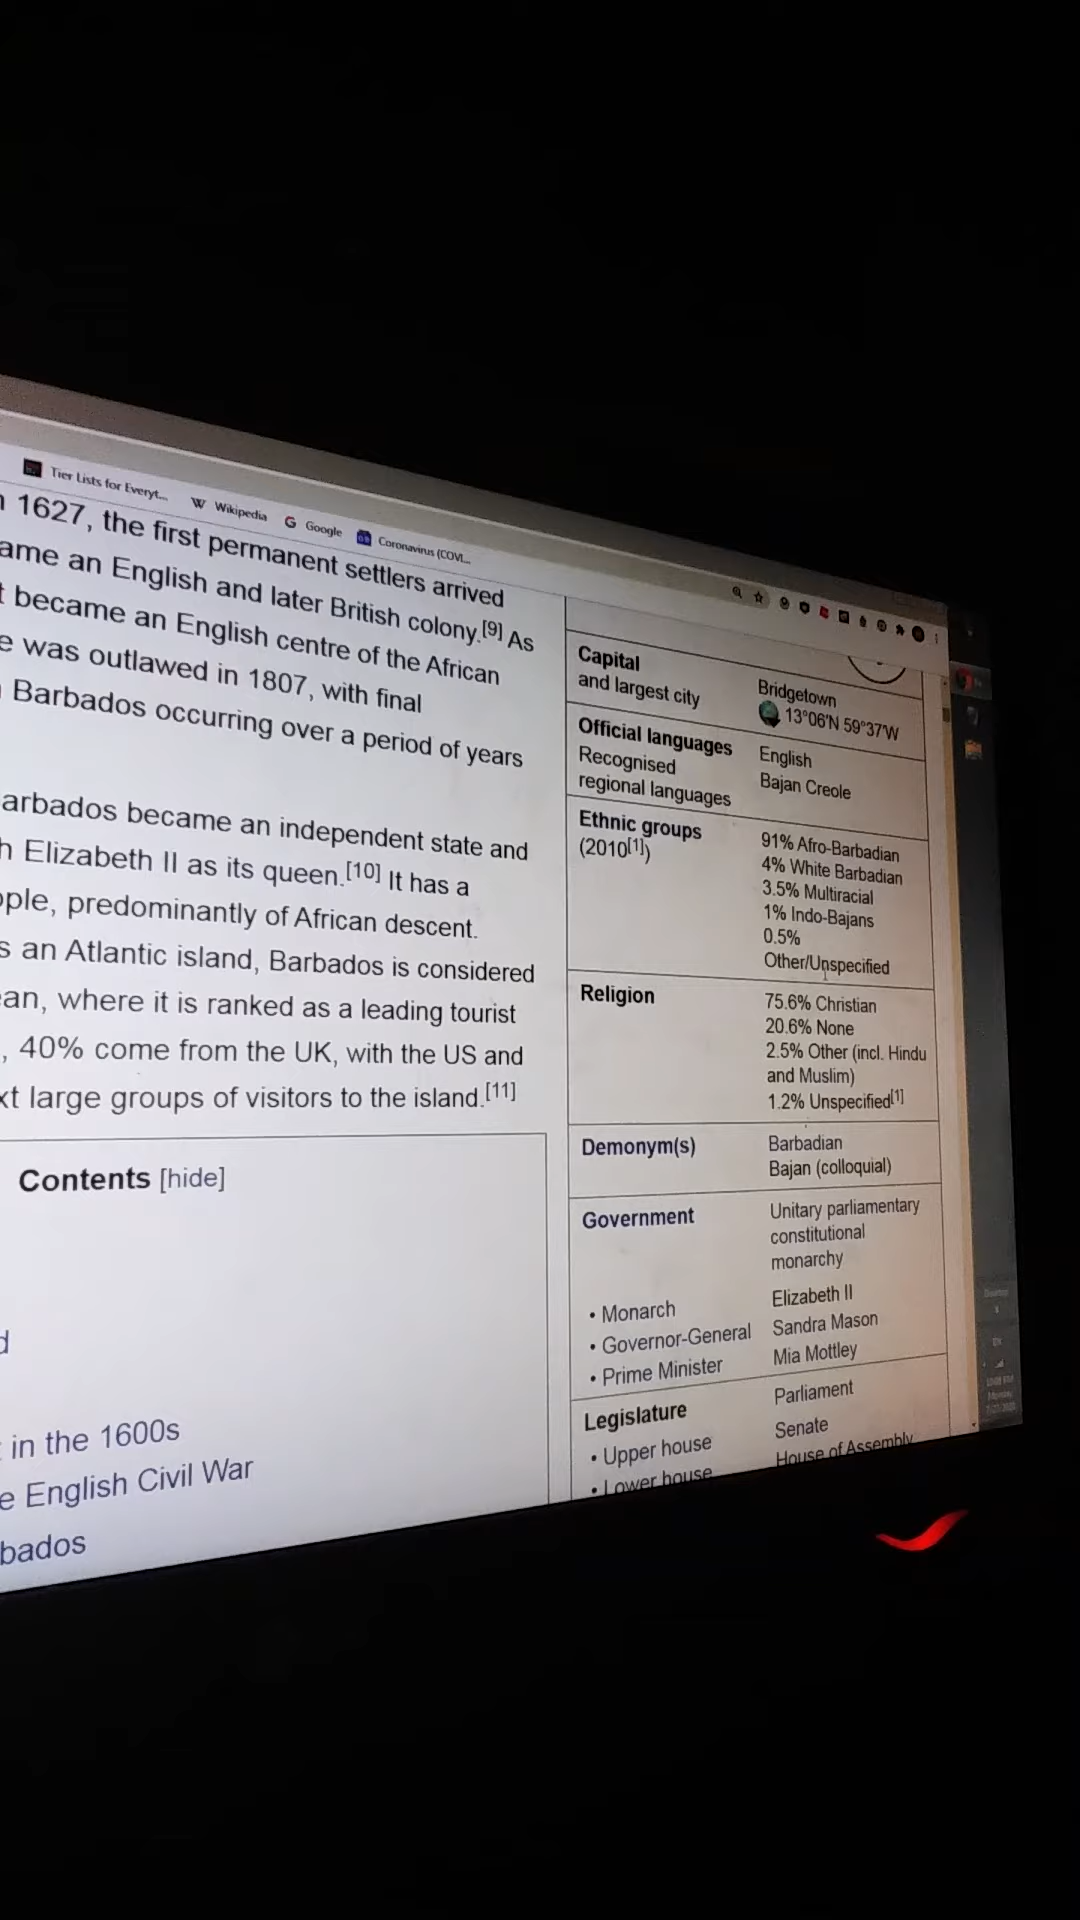 Tier Lists for Everyt...
Wikipedia
Google
Coronavirus (COVI...
1627, the first permanent settlers arrived
ame an English and later British colony.[9] As
became an English centre of the African
e was outlawed in 1807, with final
Barbados occurring over a period of years
arbados became an independent state and
h Elizabeth II as its queen.[10] It has a
ople, predominantly of African descent.
s an Atlantic island, Barbados is considered
ean, where it is ranked as a leading tourist
, 40% come from the UK, with the US and
xt large groups of visitors to the island.[11]
Contents [hide]
d
in the 1600s
e English Civil War
bados
Capital
and largest city
Bridgetown
13°06'N 59°37'W
Official languages
English
Recognised
regional languages
Bajan Creole
Ethnic groups
(2010[1])
91% Afro-Barbadian
4% White Barbadian
3.5% Multiracial
1% Indo-Bajans
0.5%
Other/Unspecified
Religion
75.6% Christian
20.6% None
2.5% Other (incl. Hindu
and Muslim)
1.2% Unspecified[1]
Demonym(s)
Barbadian
Bajan (colloquial)
Government
Unitary parliamentary
constitutional
monarchy
• Monarch
Elizabeth II
• Governor-General
Sandra Mason
• Prime Minister
Mia Mottley
Legislature
Parliament
• Upper house
Senate
• Lower house
House of Assembly